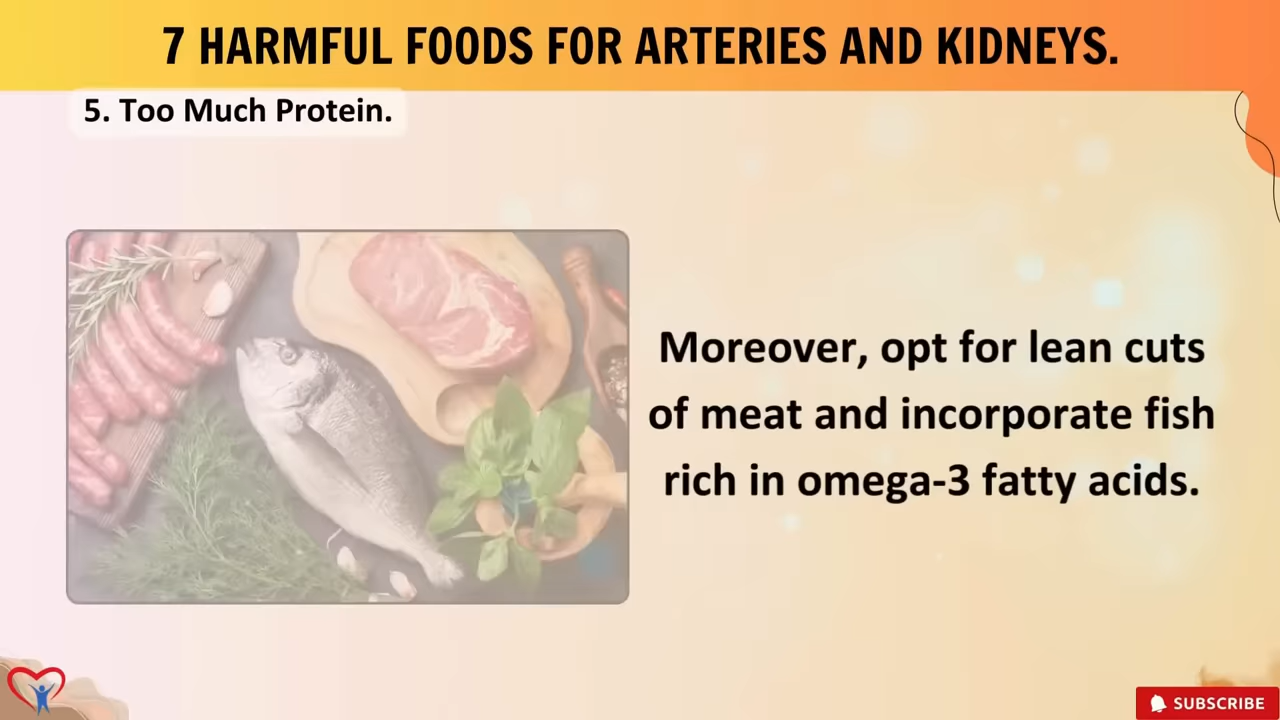 7 HARMFUL FOODS FOR ARTERIES AND KIDNEYS.
5. Too Much Protein.
Moreover, opt for lean cuts
of meat and incorporate fish
rich in omega-3 fatty acids.
SUBSCRIBE